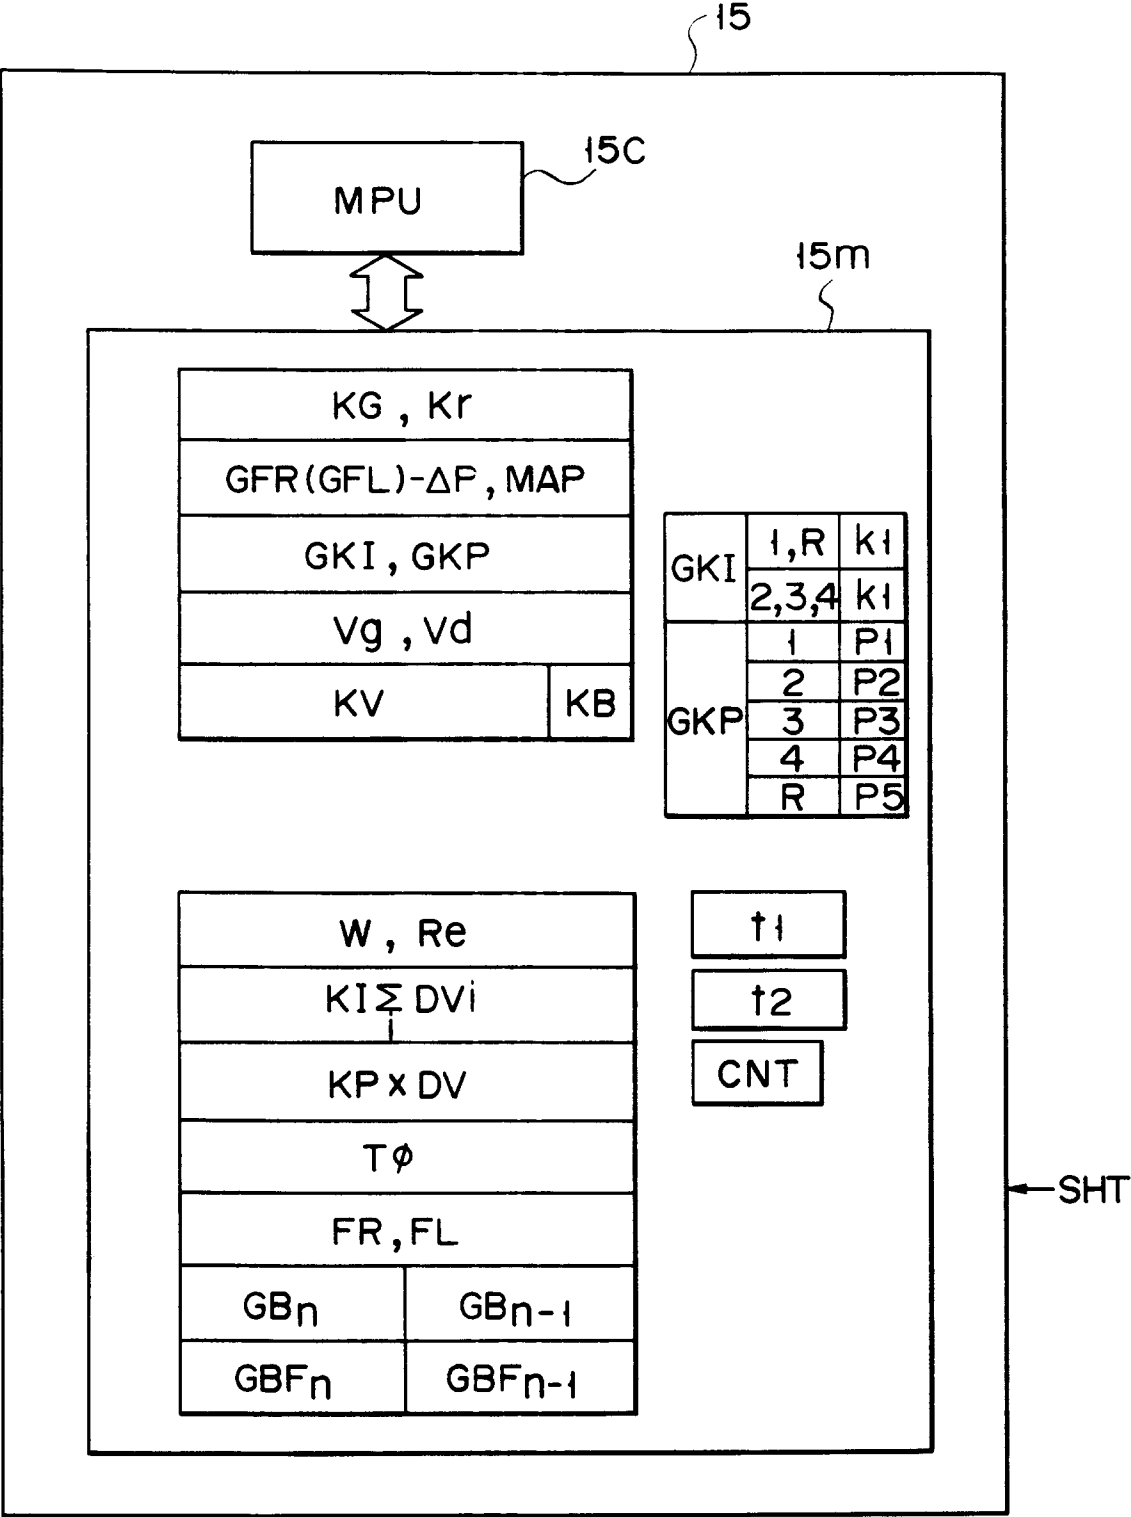 15
15C
MPU
15m
KG, Kr
GFR(GFL)-ΔP, MAP
GKI, GKP
Vg, Vd
KV KB
GKI 1,R k1
2,3,4 k1
GKP 1 P1
2 P2
3 P3
4 P4
R P5
W, Re
KIΣDVi
i
KP×DV
Tφ
FR, FL
GBn GBn-1
GBFn GBFn-1
t1
t2
CNT
SHT